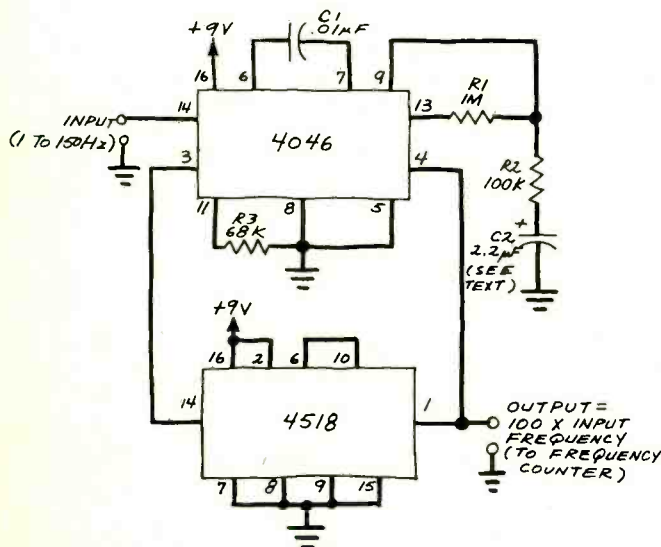 C1
.01µF
+9V
16
6
7
9
R1
1M
INPUT
(1 TO 150Hz)
14
4046
13
3
4
R2
100K
11
R3
68K
8
5
+
C2
2.2µF
(SEE
TEXT)
+9V
16
2
6
10
14
4518
1
OUTPUT =
100 X INPUT
FREQUENCY
(TO FREQUENCY
COUNTER)
7
8
9
15